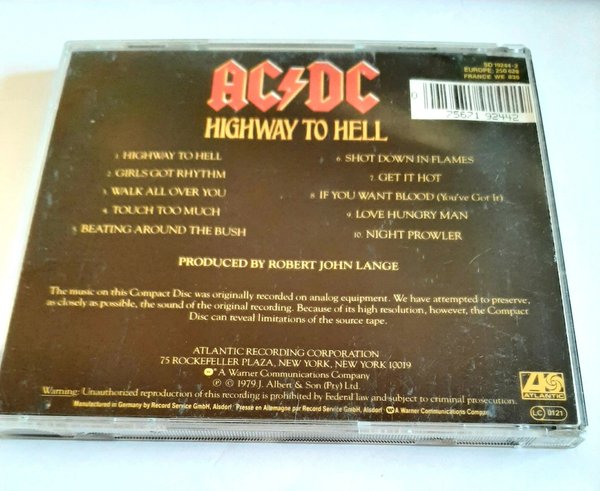 AC⚡DC
HIGHWAY TO HELL
SD 19244-2
EUROPE: 250 628
FRANCE: WE 835
0 75671 92442
1. HIGHWAY TO HELL
2. GIRLS GOT RHYTHM
3. WALK ALL OVER YOU
4. TOUCH TOO MUCH
5. BEATING AROUND THE BUSH
6. SHOT DOWN IN FLAMES
7. GET IT HOT
8. IF YOU WANT BLOOD (You've Got It)
9. LOVE HUNGRY MAN
10. NIGHT PROWLER
PRODUCED BY ROBERT JOHN LANGE
The music on this Compact Disc was originally recorded on analog equipment. We have attempted to preserve,
as closely as possible, the sound of the original recording. Because of its high resolution, however, the Compact
Disc can reveal limitations of the source tape.
ATLANTIC RECORDING CORPORATION
75 ROCKEFELLER PLAZA, NEW YORK, NEW YORK 10019
A Warner Communications Company
℗ © 1979 J. Albert & Son (Pty) Ltd.
Warning: Unauthorized reproduction of this recording is prohibited by Federal law and subject to criminal prosecution.
Manufactured in Germany by Record Service GmbH, Alsdorf. Pressé en Allemagne par Record Service GmbH, Alsdorf. A Warner Communications Company
ATLANTIC
LC 0121